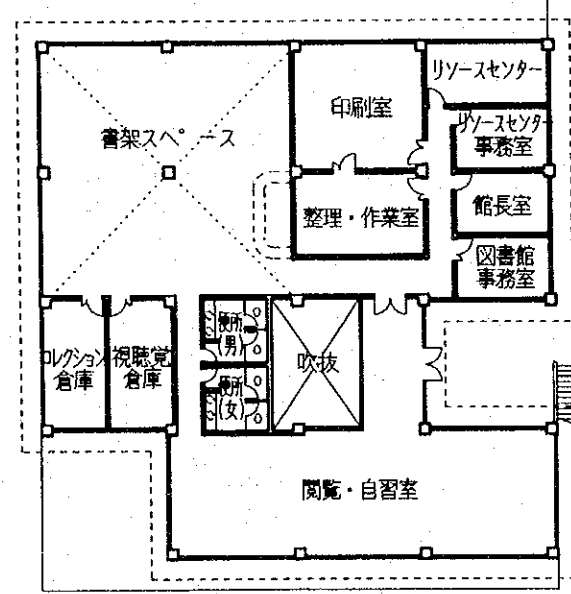 リソースセンター
印刷室
書架スペース
リソースセンター
事務室
整理・作業室
館長室
図書館
事務室
便所
(男)
コレクション
倉庫
視聴覚
倉庫
吹抜
便所
(女)
閲覧・自習室